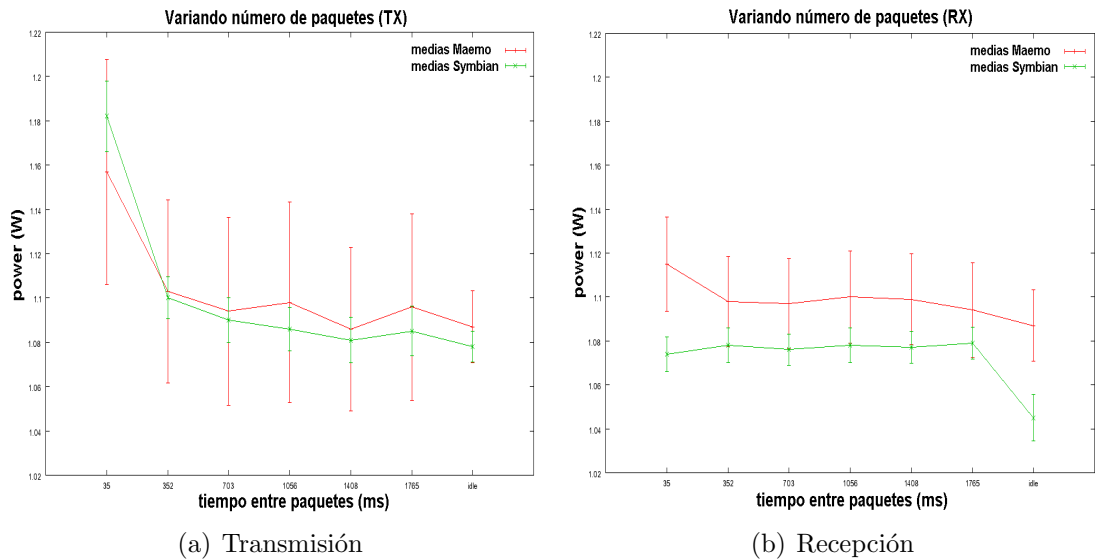 Variando número de paquetes (TX)
1.22
medias Maemo
medias Symbian
1.2
1.18
1.16
1.14
1.12
1.1
1.08
1.06
1.04
1.02
power (W)
35 352 703 1056 1408 1765 idle
tiempo entre paquetes (ms)
(a) Transmisión
Variando número de paquetes (RX)
1.22
medias Maemo
medias Symbian
1.2
1.18
1.16
1.14
1.12
1.1
1.08
1.06
1.04
1.02
power (W)
35 352 703 1056 1408 1765 idle
tiempo entre paquetes (ms)
(b) Recepción